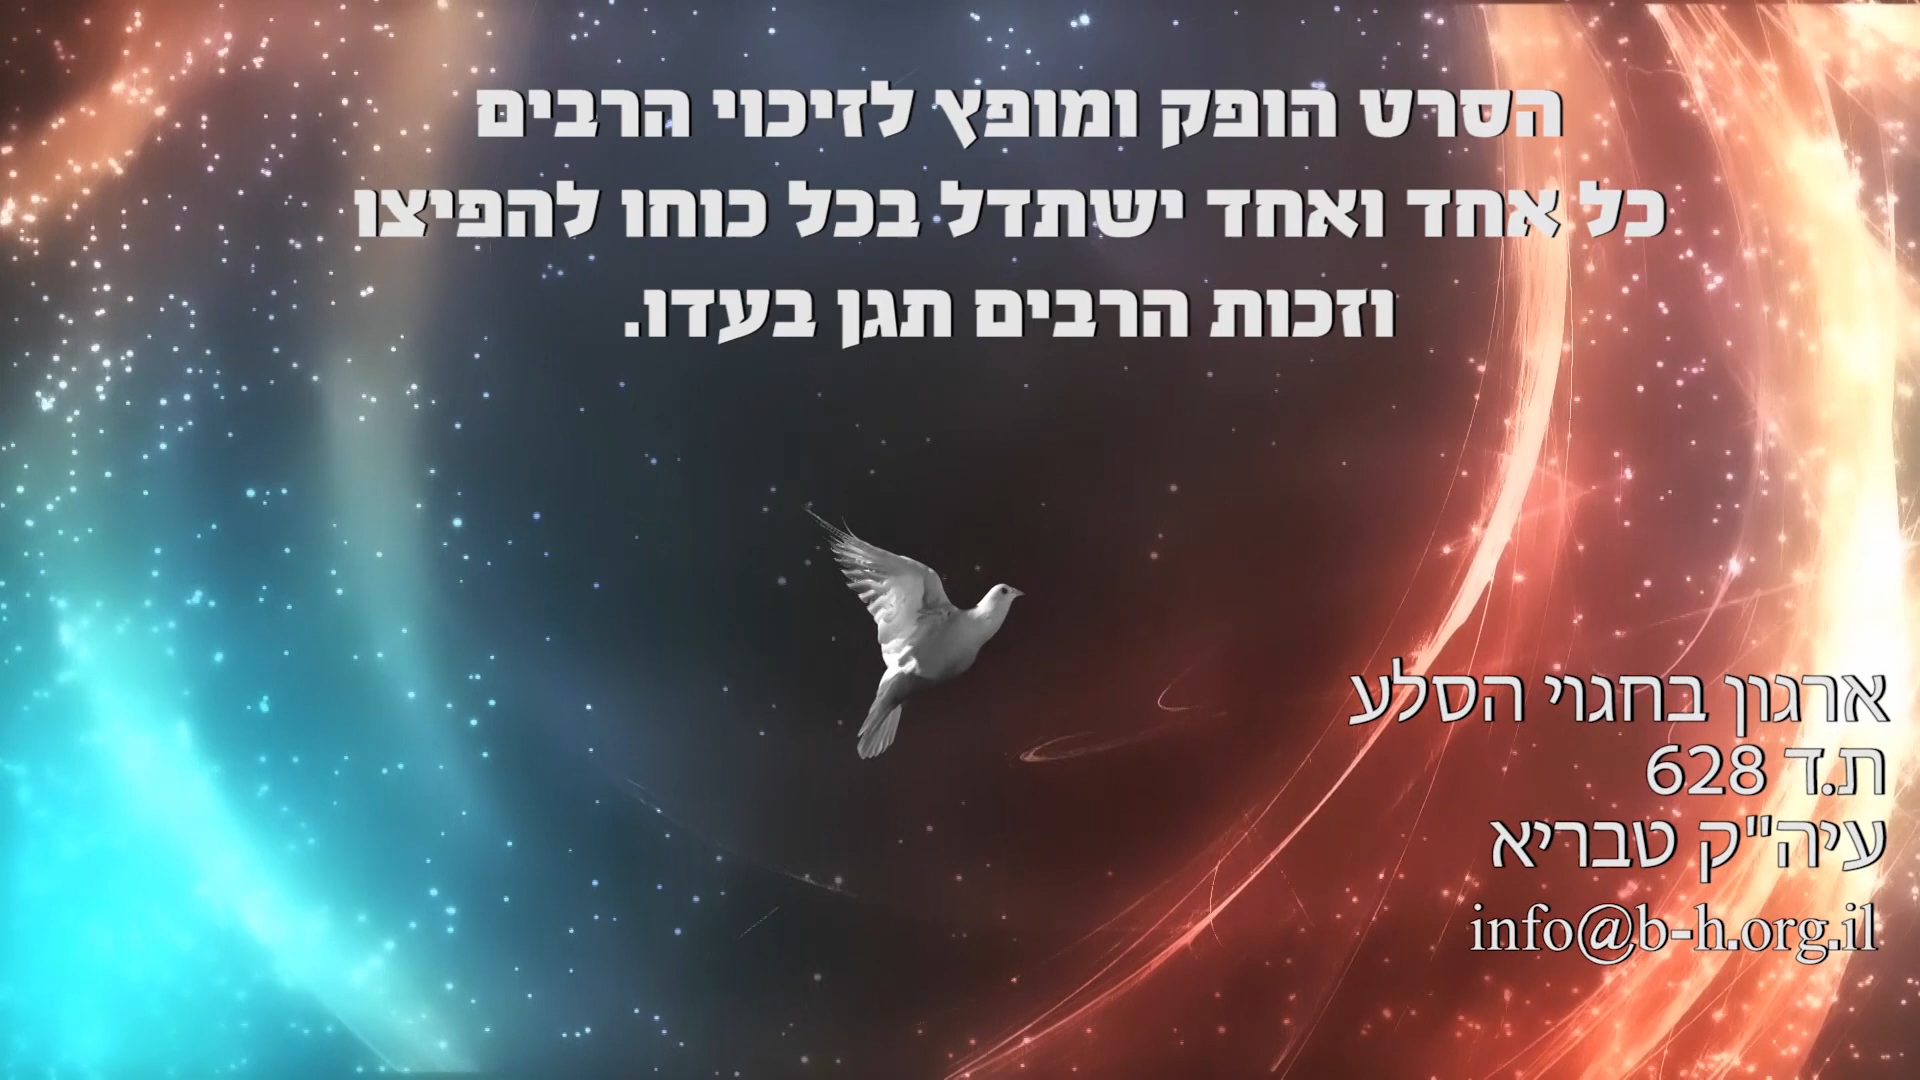 הסרט הופק ומופץ לזיכוי הרבים
כל אחד ואחד ישתדל בכל כוחו להפיצו
וזכות הרבים תגן בעדו.
ארגון בחגוי הסלע
ת.ד 628
עיה"ק טבריא
info@b-h.org.il